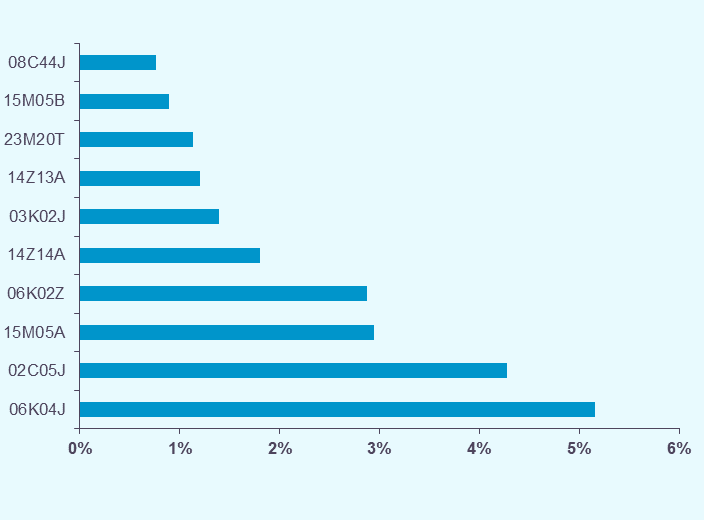 08C44J
15M05B
23M20T
14Z13A
03K02J
14Z14A
06K02Z
15M05A
02C05J
06K04J
0% 1% 2% 3% 4% 5% 6%